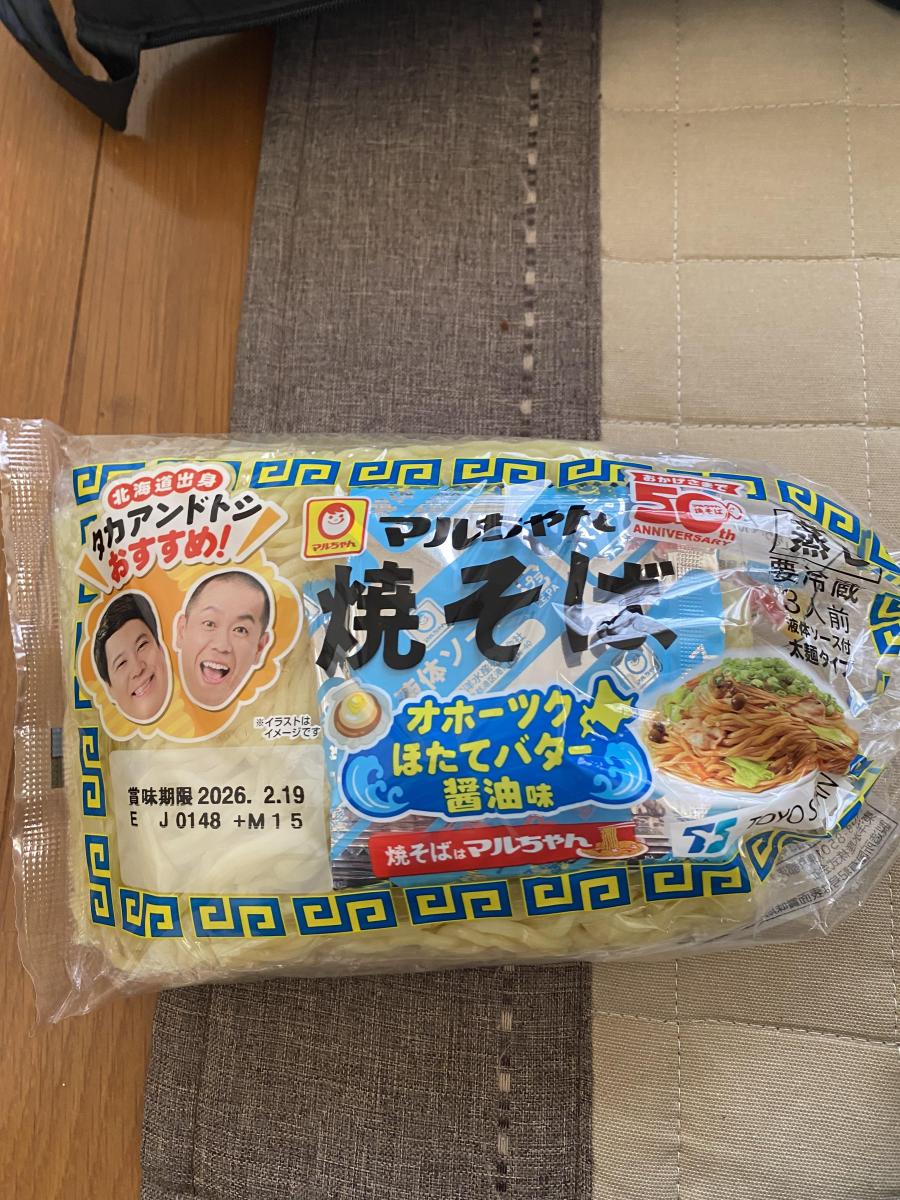 北海道出身
タカアンドトシ
おすすめ!
※イラストは
イメージです
賞味期限 2026. 2.19
E J0148 +M15
マルちゃん
マルちゃん
焼そば
オホーツク
ほたてバター
醤油味
焼そばはマルちゃん
おかげさまで
50th
焼そば
ANNIVERSARY
蒸し
要冷蔵
3人前
液体ソース付
太麺タイプ
TS